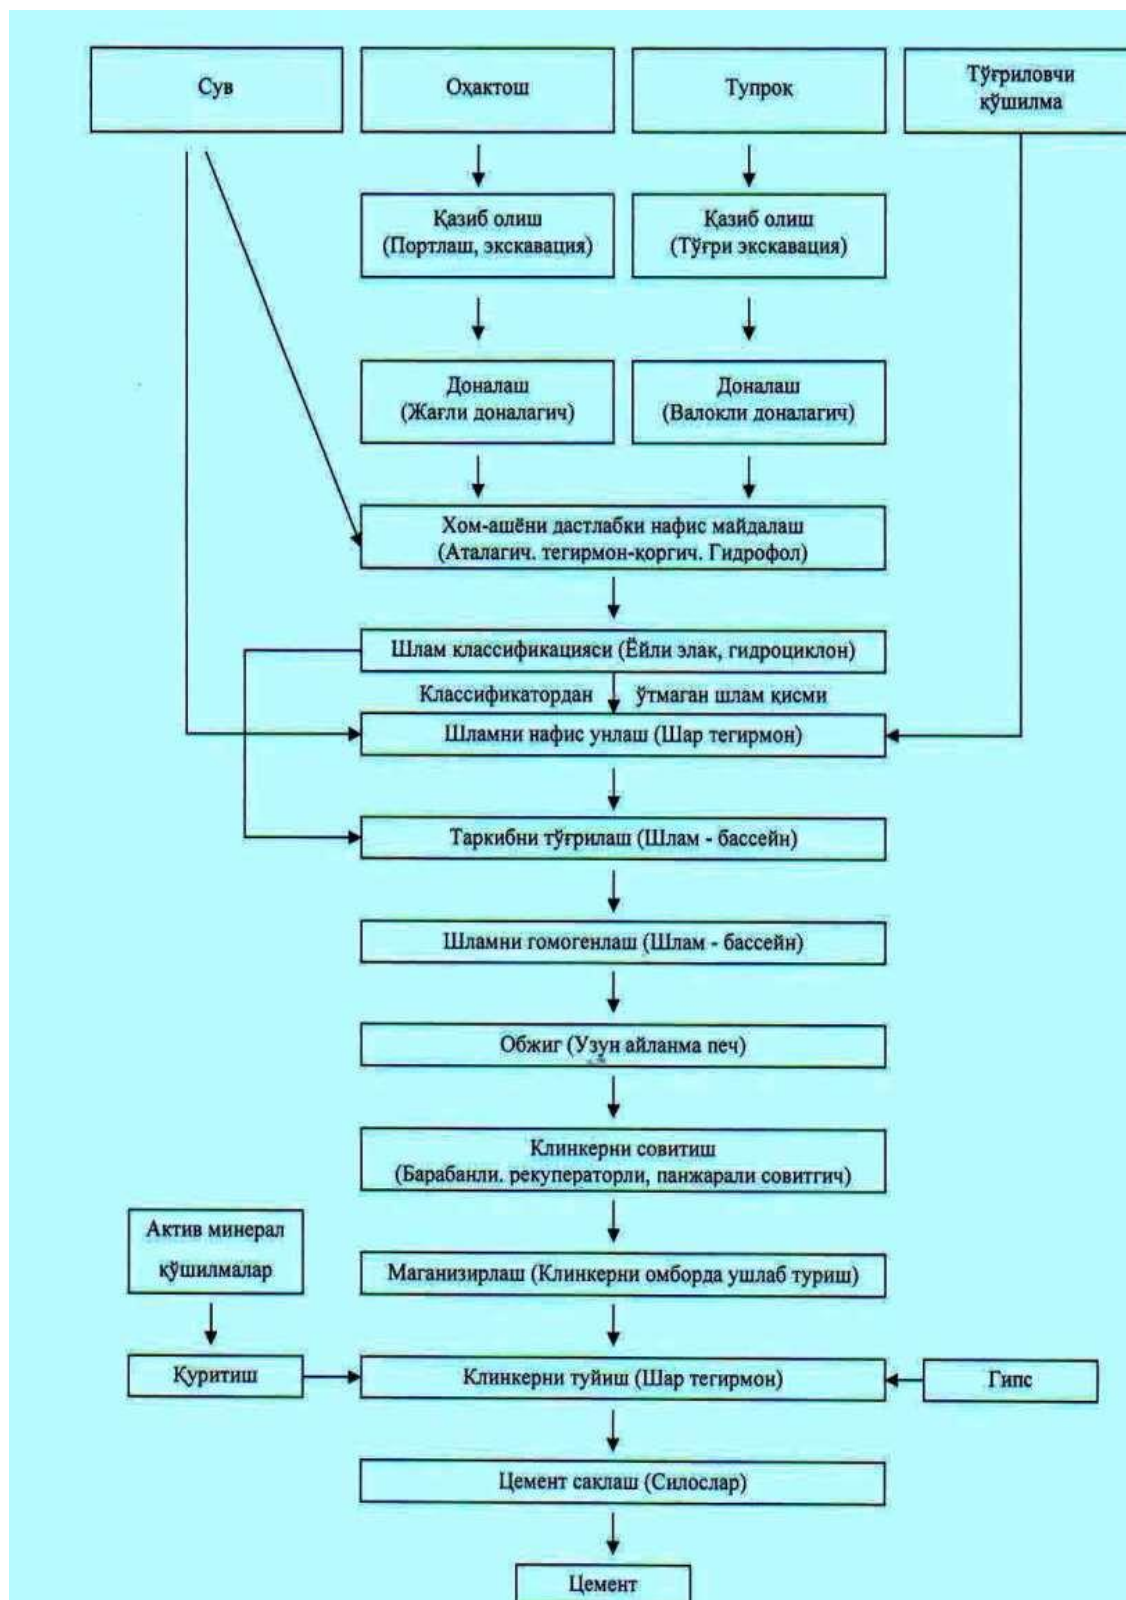 Сув
Оҳактош
Тупроқ
Тўғриловчи
қўшилма
Қазиб олиш
(Портлаш, экскавация)
Қазиб олиш
(Тўғри экскавация)
Доналаш
(Жағли доналагич)
Доналаш
(Валокли доналагич)
Хом-ашёни дастлабки нафис майдалаш
(Аталагич. тегирмон-қоргич. Гидрофол)
Шлам классификацияси (Ёйли элак, гидроциклон)
Классификатордан ўтмаган шлам қисми
Шламни нафис унлаш (Шар тегирмон)
Таркибни тўғрилаш (Шлам - бассейн)
Шламни гомогенлаш (Шлам - бассейн)
Обжиг (Узун айланма печ)
Клинкерни совитиш
(Барабанли. рекуператорли, панжарали совитгич)
Актив минерал
қўшилмалар
Маганизирлаш (Клинкерни омборда ушлаб туриш)
Қуритиш
Клинкерни туйиш (Шар тегирмон)
Гипс
Цемент саклаш (Силослар)
Цемент